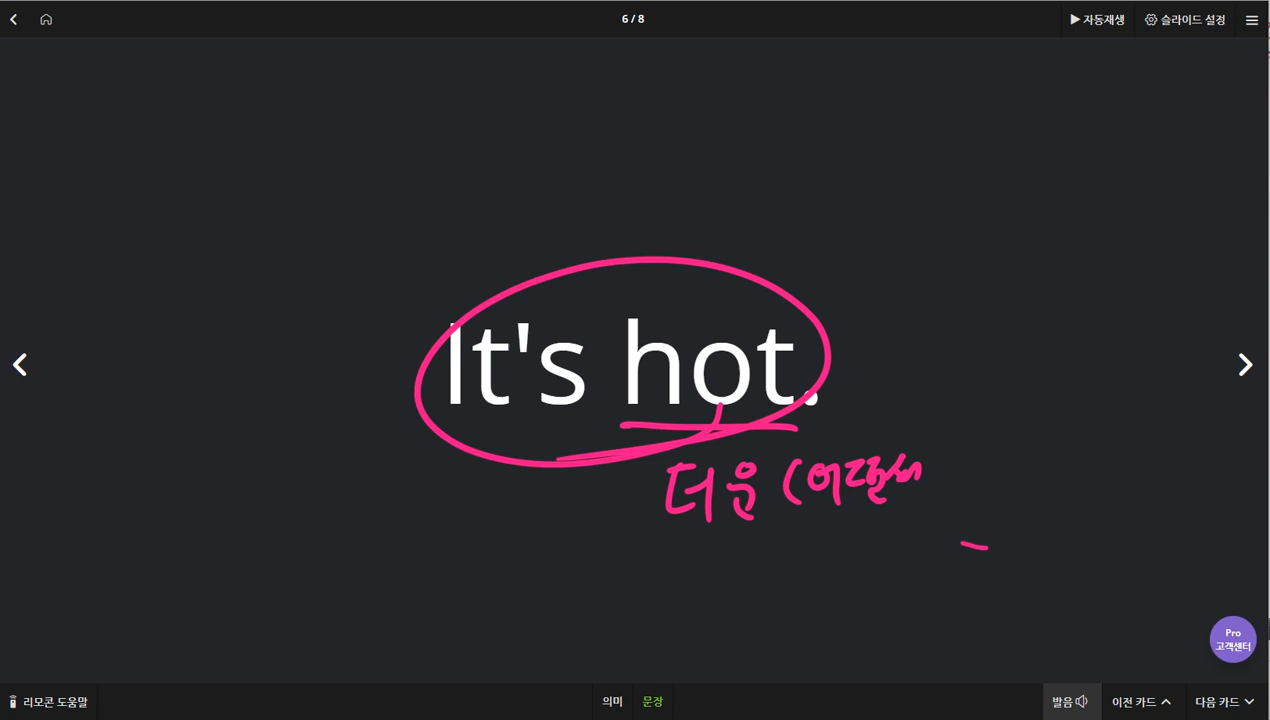 6 / 8
자동재생
슬라이드 설정
It's hot.
더운 (
Pro
고객센터
리모콘 도움말
의미
문장
발음
이전 카드
다음 카드